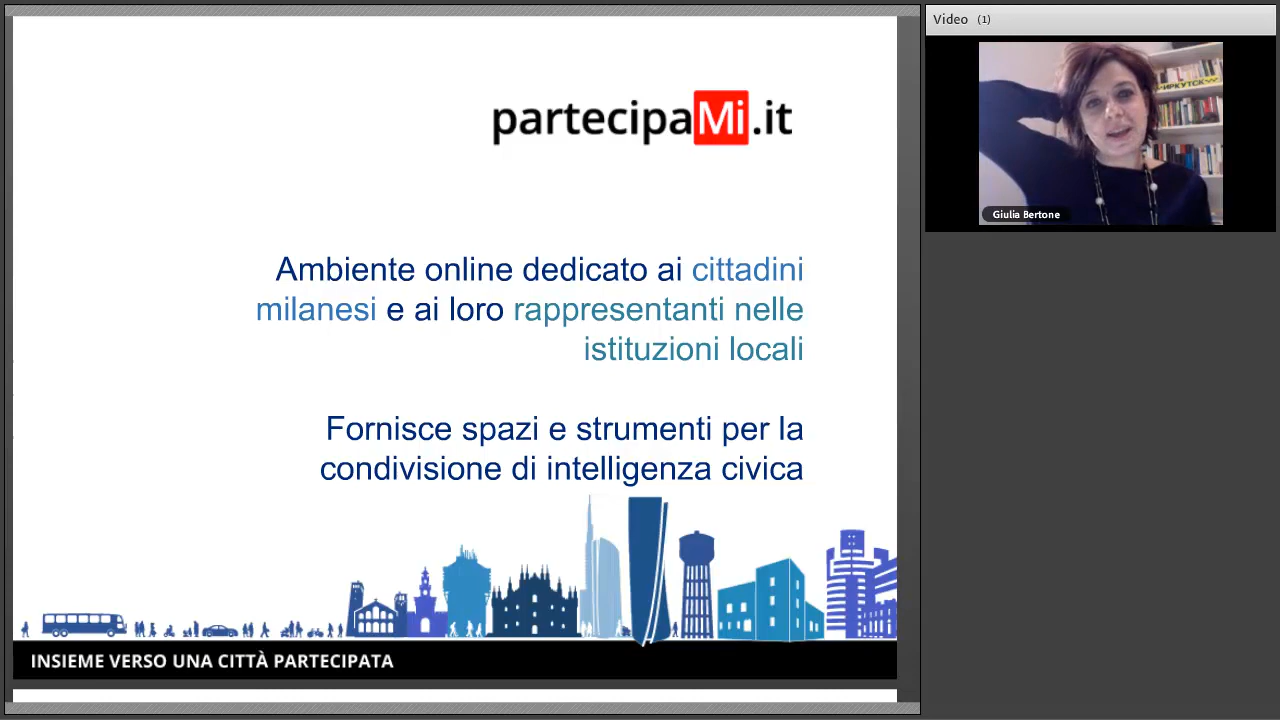 partecipaMi.it
Ambiente online dedicato ai cittadini
milanesi e ai loro rappresentanti nelle
istituzioni locali
Fornisce spazi e strumenti per la
condivisione di intelligenza civica
INSIEME VERSO UNA CITTÀ PARTECIPATA
Video (1)
ИРКУТСК
Giulia Bertone